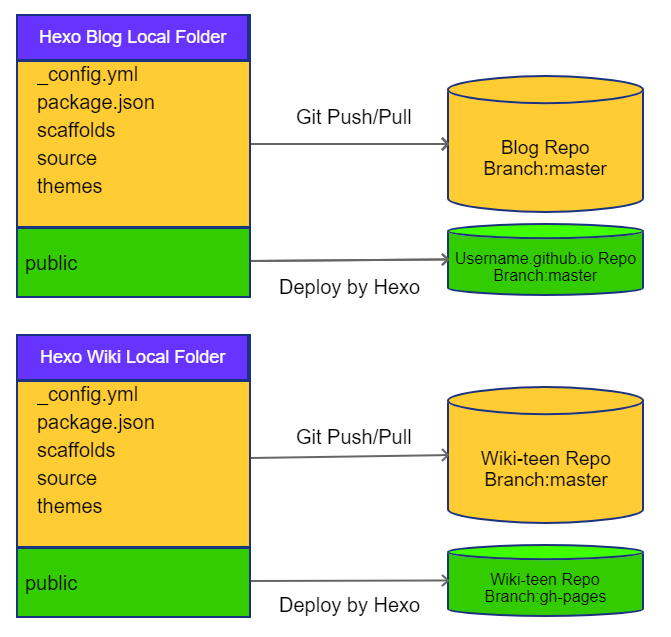 Hexo Blog Local Folder
_config.yml
package.json
scaffolds
source
themes
public
Git Push/Pull
Deploy by Hexo
Blog Repo
Branch:master
Username.github.io Repo
Branch:master
Hexo Wiki Local Folder
_config.yml
package.json
scaffolds
source
themes
public
Git Push/Pull
Deploy by Hexo
Wiki-teen Repo
Branch:master
Wiki-teen Repo
Branch:gh-pages